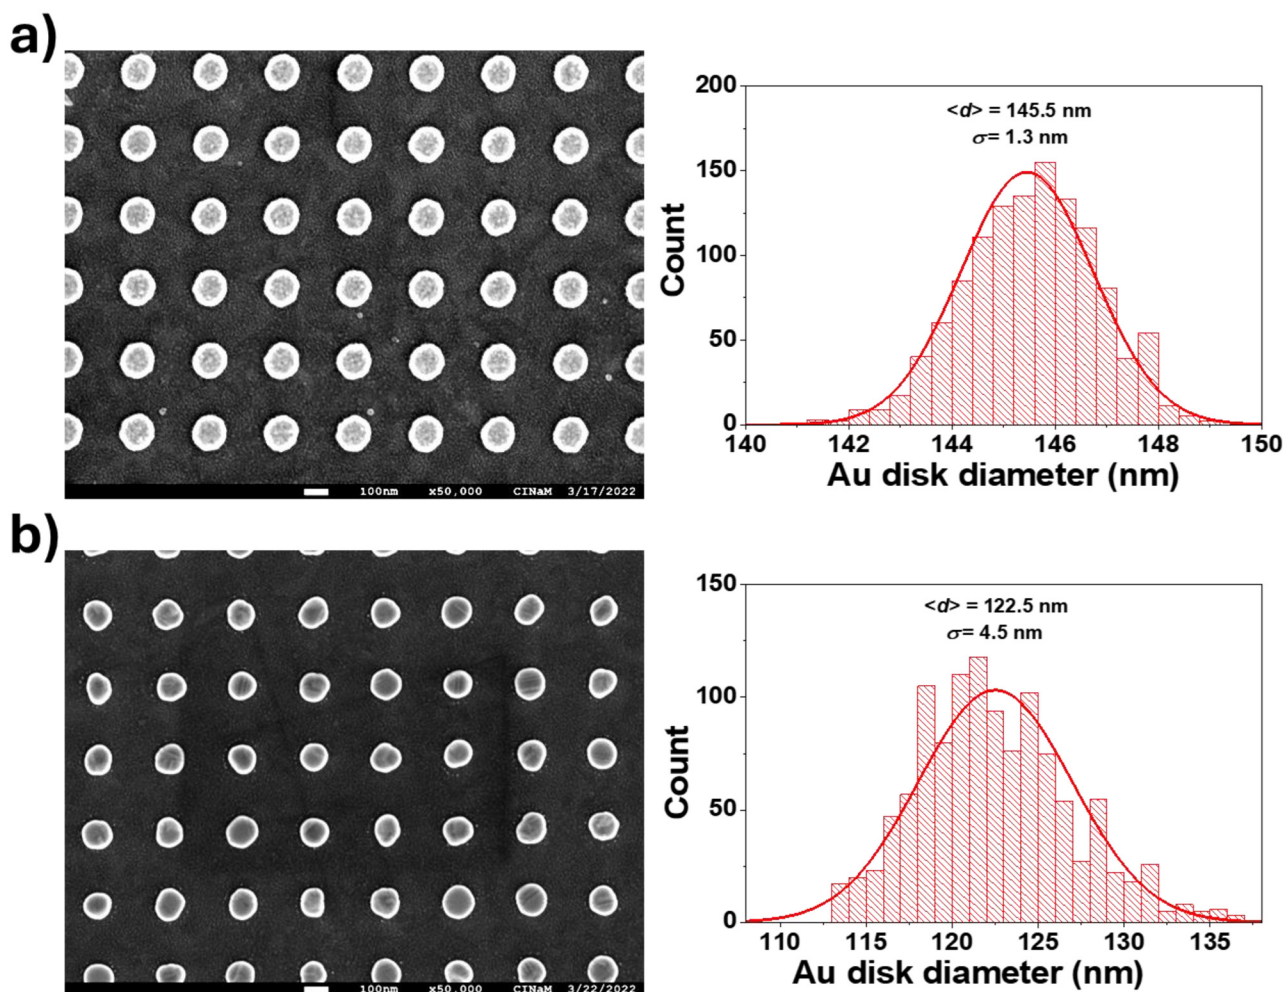 a)
100nm x50,000 CINaM 3/17/2022
<d> = 145.5 nm
σ= 1.3 nm
200
150
100
50
0
Count
140 142 144 146 148 150
Au disk diameter (nm)
b)
100nm x50,000 CINaM 3/22/2022
<d> = 122.5 nm
σ= 4.5 nm
150
100
50
0
Count
110 115 120 125 130 135
Au disk diameter (nm)